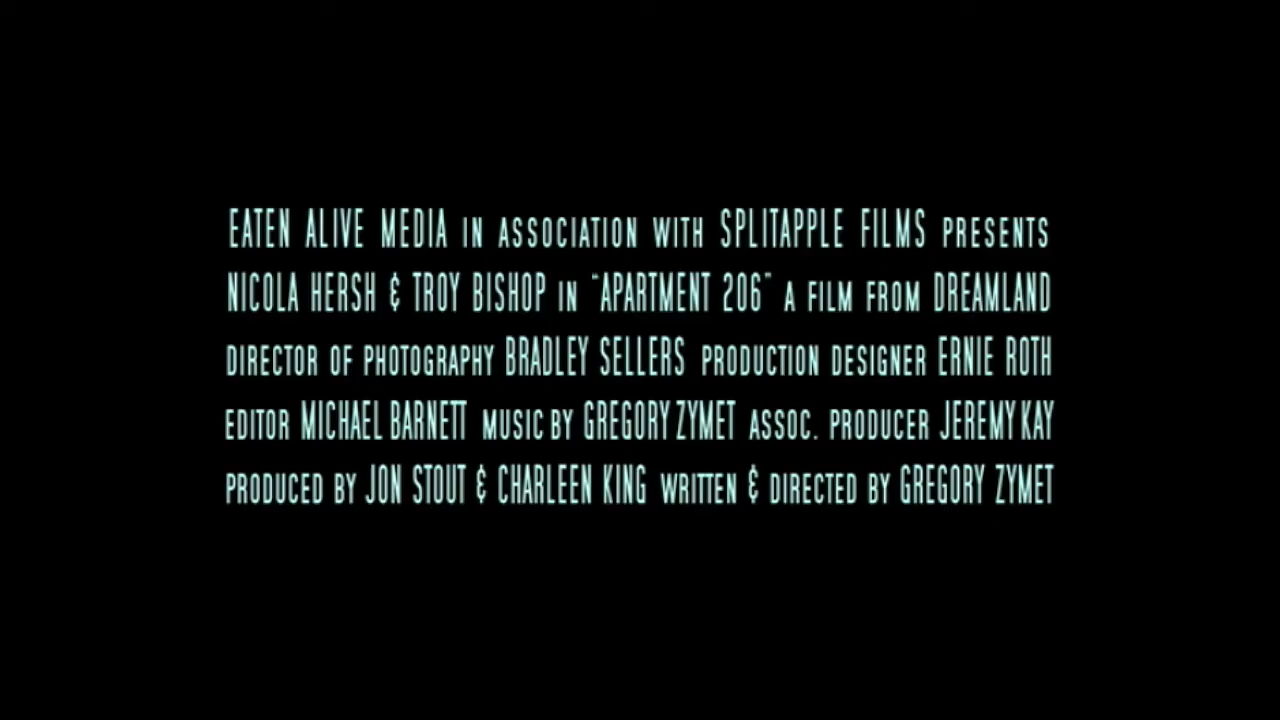 EATEN ALIVE MEDIA IN ASSOCIATION WITH SPLITAPPLE FILMS PRESENTS
NICOLA HERSH & TROY BISHOP IN "APARTMENT 206" A FILM FROM DREAMLAND
DIRECTOR OF PHOTOGRAPHY BRADLEY SELLERS PRODUCTION DESIGNER ERNIE ROTH
EDITOR MICHAEL BARNETT MUSIC BY GREGORY ZYMET ASSOC. PRODUCER JEREMY KAY
PRODUCED BY JON STOUT & CHARLEEN KING WRITTEN & DIRECTED BY GREGORY ZYMET